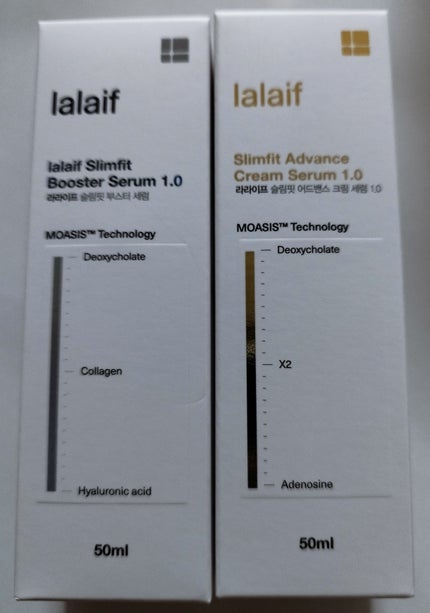 lalaif
lalaif Slimfit
Booster Serum 1.0
라라이프 슬림핏 부스터 세럼
MOASIS™ Technology
Deoxycholate
Collagen
Hyaluronic acid
50ml
lalaif
Slimfit Advance
Cream Serum 1.0
라라이프 슬림핏 어드밴스 크림 세럼 1.0
MOASIS™ Technology
Deoxycholate
X2
Adenosine
50ml